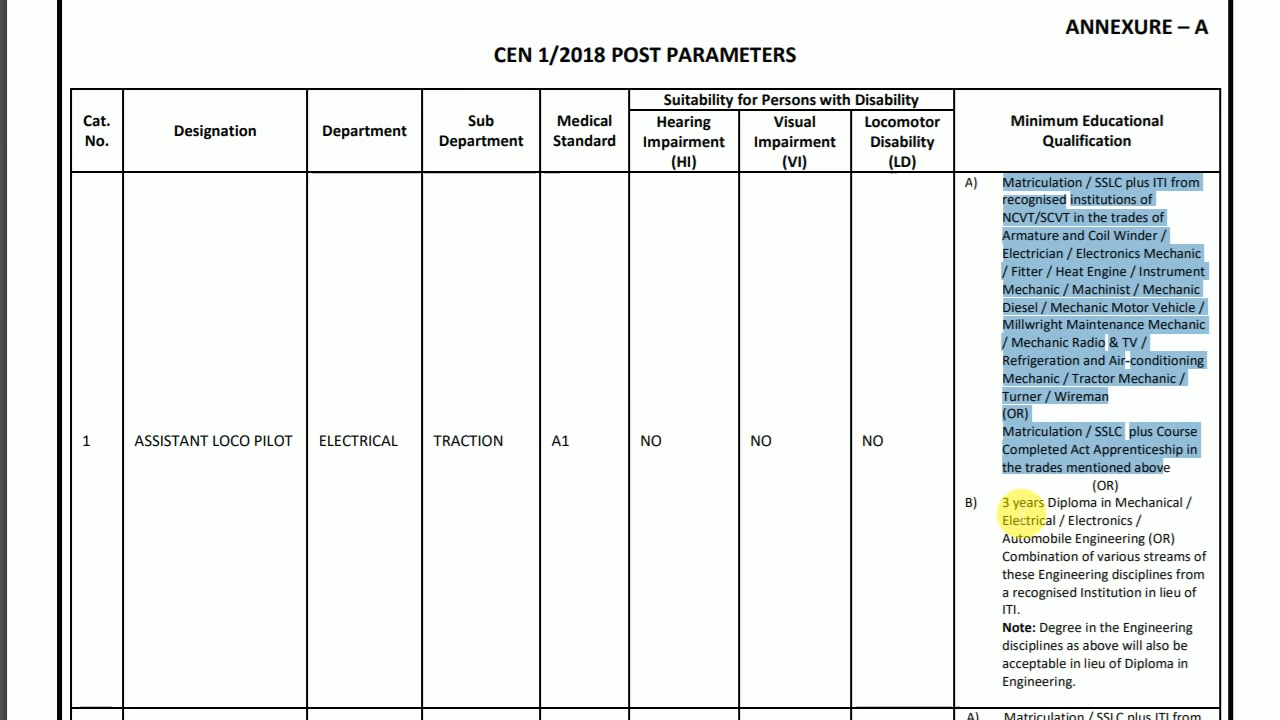 ANNEXURE – A
CEN 1/2018 POST PARAMETERS
Cat. No.
Designation
Department
Sub Department
Medical Standard
Suitability for Persons with Disability
Hearing Impairment (HI)
Visual Impairment (VI)
Locomotor Disability (LD)
Minimum Educational Qualification
1
ASSISTANT LOCO PILOT
ELECTRICAL
TRACTION
A1
NO
NO
NO
A) Matriculation / SSLC plus ITI from
recognised institutions of
NCVT/SCVT in the trades of
Armature and Coil Winder /
Electrician / Electronics Mechanic
/ Fitter / Heat Engine / Instrument
Mechanic / Machinist / Mechanic
Diesel / Mechanic Motor Vehicle /
Millwright Maintenance Mechanic
/ Mechanic Radio & TV /
Refrigeration and Air-conditioning
Mechanic / Tractor Mechanic /
Turner / Wireman
(OR)
Matriculation / SSLC plus Course
Completed Act Apprenticeship in
the trades mentioned above
(OR)
B) 3 years Diploma in Mechanical /
Electrical / Electronics /
Automobile Engineering (OR)
Combination of various streams of
these Engineering disciplines from
a recognised Institution in lieu of
ITI.
Note: Degree in the Engineering
disciplines as above will also be
acceptable in lieu of Diploma in
Engineering.
A) Matriculation / SSLC plus ITI from